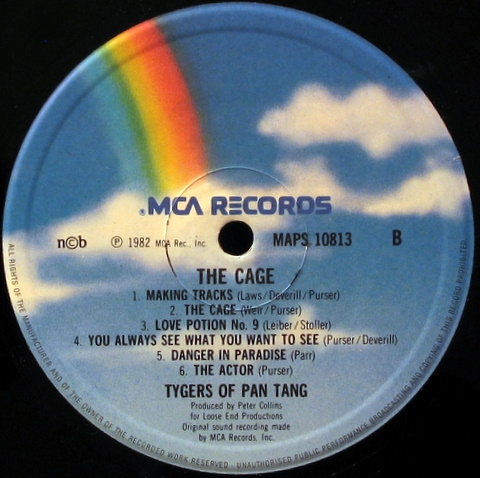 MCA RECORDS
n©b ℗ 1982 MCA Rec., Inc. MAPS 10813 B
THE CAGE
1. MAKING TRACKS (Laws/Deverill/Purser)
2. THE CAGE (Weir/Purser)
3. LOVE POTION No. 9 (Leiber/Stoller)
4. YOU ALWAYS SEE WHAT YOU WANT TO SEE (Purser/Deverill)
5. DANGER IN PARADISE (Parr)
6. THE ACTOR (Purser)
TYGERS OF PAN TANG
Produced by Peter Collins
for Loose End Productions
Original sound recording made
by MCA Records, Inc.
ALL RIGHTS OF THE MANUFACTURER AND OF THE OWNER OF THE RECORDED WORK RESERVED. UNAUTHORISED PUBLIC PERFORMANCE BROADCASTING AND COPYING OF THIS RECORD PROHIBITED.